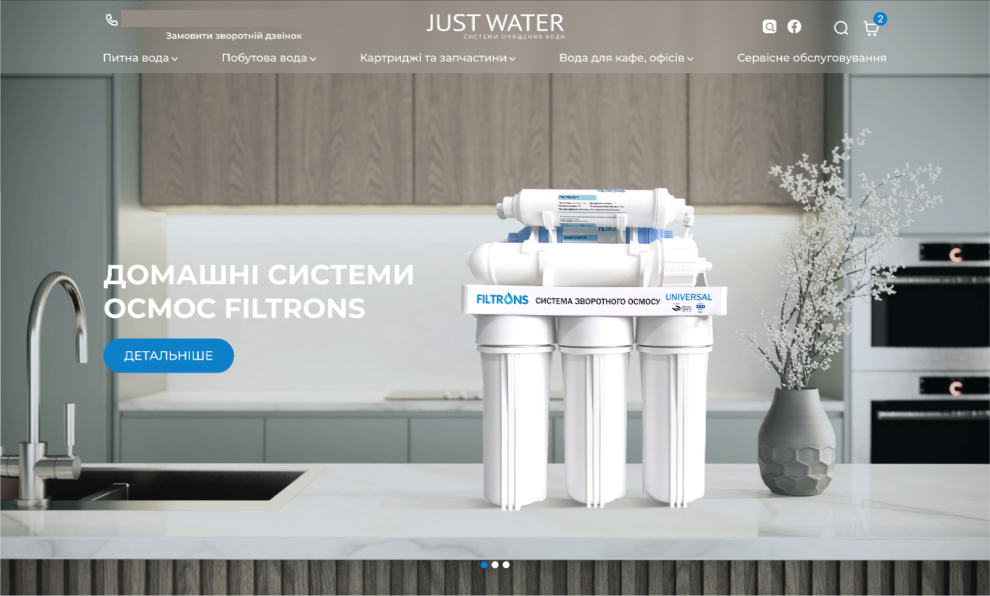 JUST WATER
СИСТЕМИ ОЧИЩЕННЯ ВОДИ
2
Замовити зворотній дзвінок
Питна вода
Побутова вода
Картриджі та запчастини
Вода для кафе, офісів
Сервісне обслуговування
ДОМАШНІ СИСТЕМИ
ОСМОС FILTRONS
ДЕТАЛЬНІШЕ
FILTRONS
FILTRONS СИСТЕМА ЗВОРОТНОГО ОСМОСУ UNIVERSAL